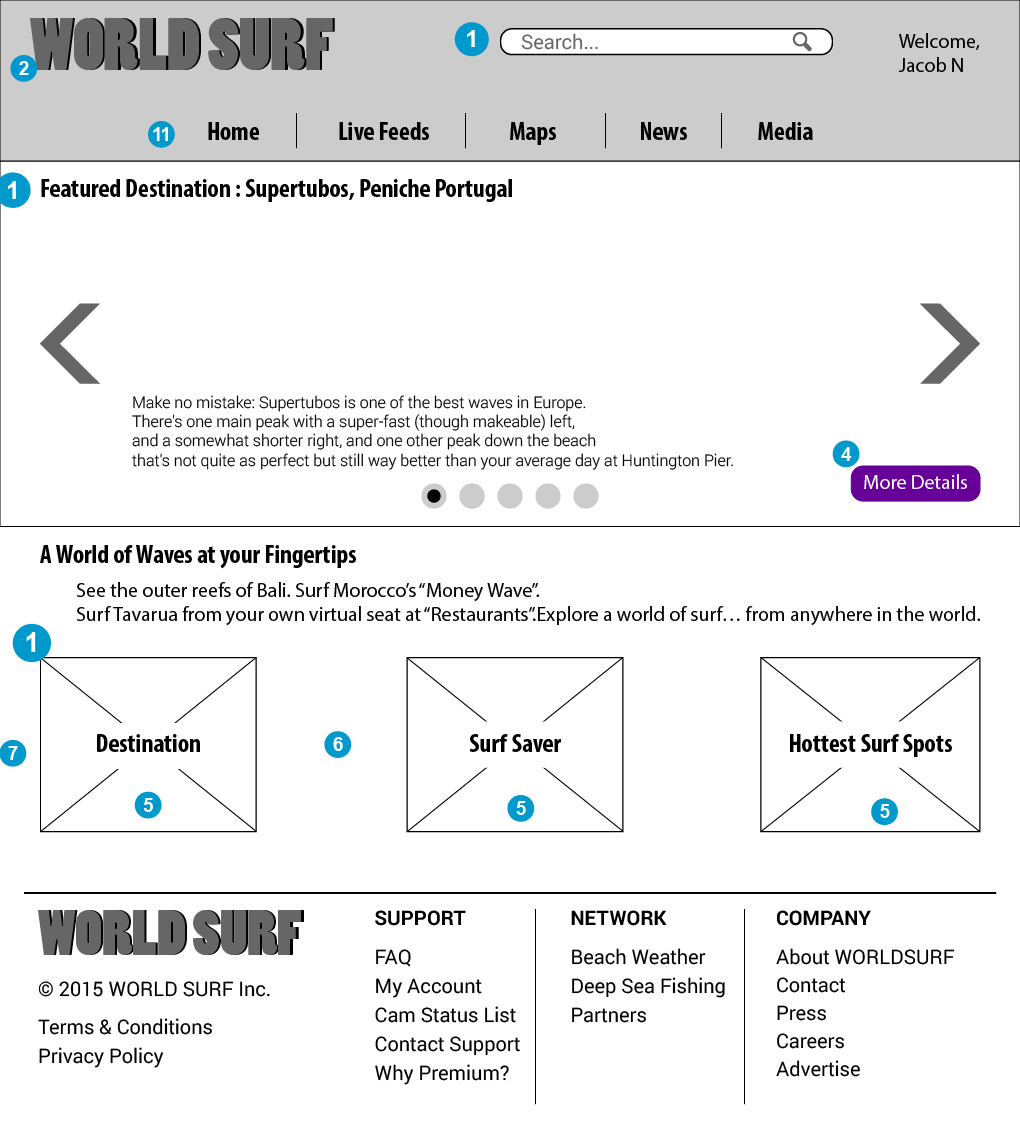 WORLD SURF
2
1
Search...
Welcome,
Jacob N
11
Home
Live Feeds
Maps
News
Media
1
Featured Destination : Supertubos, Peniche Portugal
Make no mistake: Supertubos is one of the best waves in Europe.
There's one main peak with a super-fast (though makeable) left,
and a somewhat shorter right, and one other peak down the beach
that's not quite as perfect but still way better than your average day at Huntington Pier.
4
More Details
A World of Waves at your Fingertips
See the outer reefs of Bali. Surf Morocco’s “Money Wave”.
Surf Tavarua from your own virtual seat at “Restaurants”.Explore a world of surf… from anywhere in the world.
1
7
Destination
5
6
Surf Saver
5
Hottest Surf Spots
5
WORLD SURF
© 2015 WORLD SURF Inc.
Terms & Conditions
Privacy Policy
SUPPORT
FAQ
My Account
Cam Status List
Contact Support
Why Premium?
NETWORK
Beach Weather
Deep Sea Fishing
Partners
COMPANY
About WORLDSURF
Contact
Press
Careers
Advertise